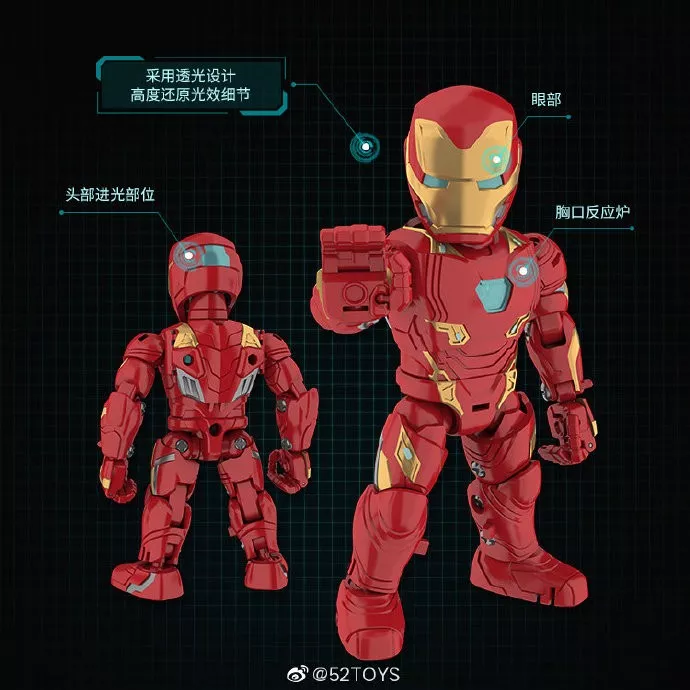 采用透光设计
高度还原光效细节
眼部
头部进光部位
胸口反应炉
@52TOYS